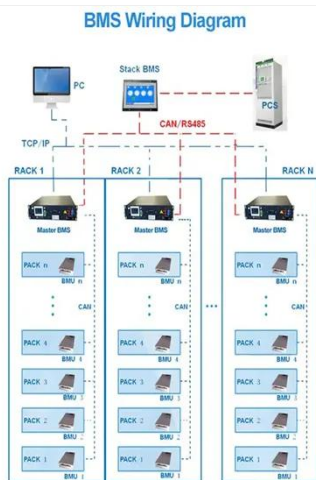 BMS Wiring Diagram
PC
Stack BMS
PCS
CAN/RS485
TCP/IP
RACK 1
RACK 2
RACK N
Master BMS
Master BMS
Master BMS
PACK n
BMU n
PACK n
BMU n
PACK n
BMU n
CAN
CAN
CAN
PACK 4
BMU 4
PACK 4
BMU 4
PACK 4
BMU 4
PACK 3
BMU 3
PACK 3
BMU 3
PACK 3
BMU 3
PACK 2
BMU 2
PACK 2
BMU 2
PACK 2
BMU 2
PACK 1
BMU 1
PACK 1
BMU 1
PACK 1
BMU 1